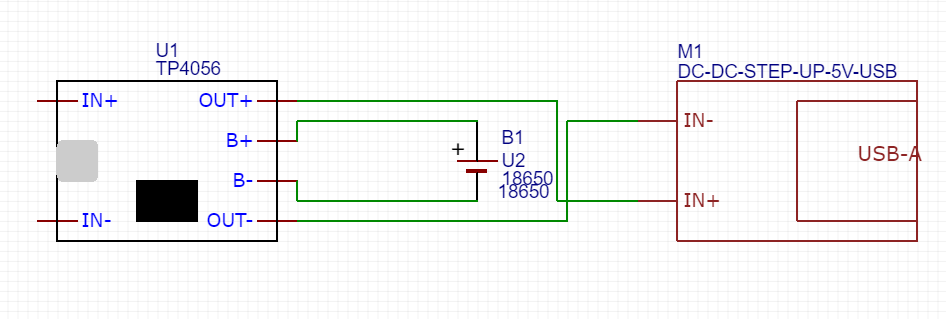 U1
TP4056
IN+
OUT+
B+
B-
IN-
OUT-
+
B1
U2
18650
18650
M1
DC-DC-STEP-UP-5V-USB
IN-
USB-A
IN+